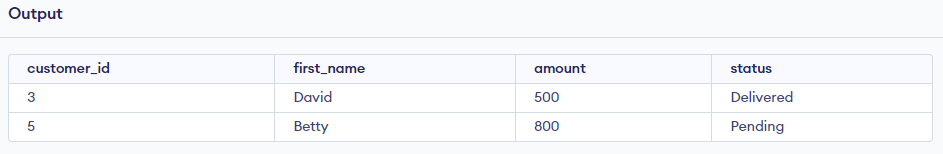 Output
customer_id first_name amount status
3 David 500 Delivered
5 Betty 800 Pending